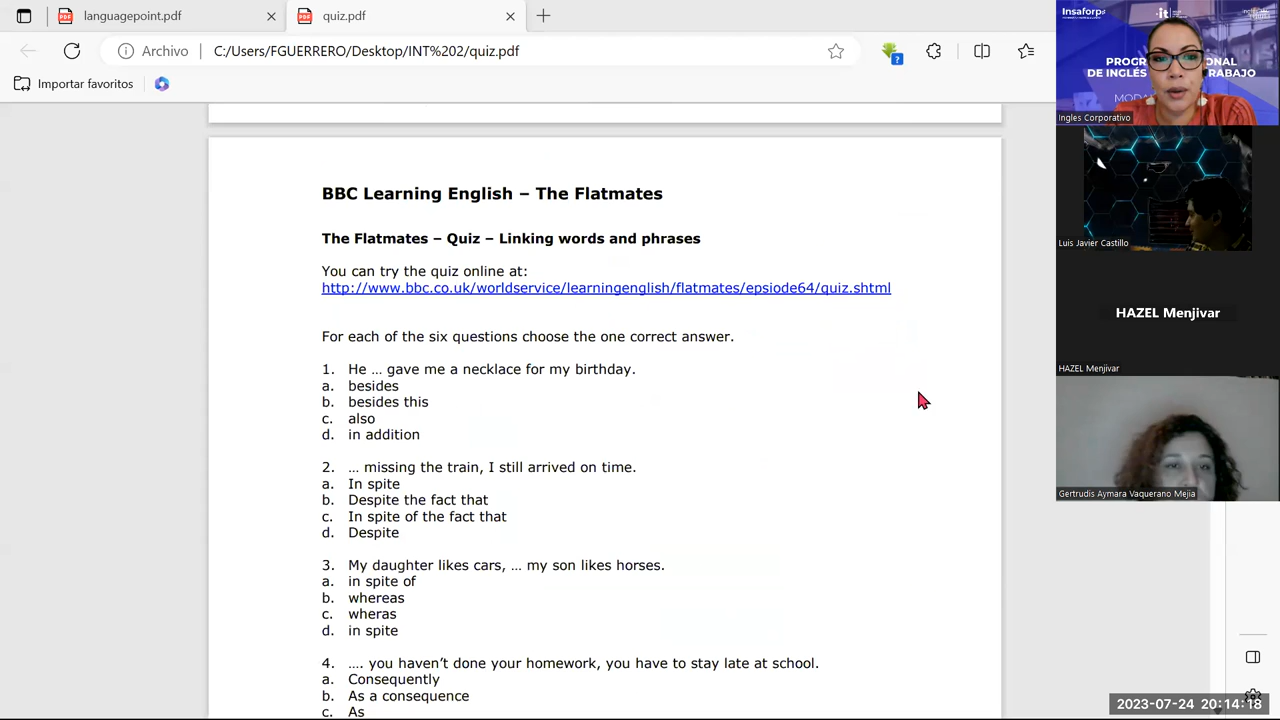 languagepoint.pdf
quiz.pdf
Archivo
C:/Users/FGUERRERO/Desktop/INT%202/quiz.pdf
Importar favoritos
BBC Learning English – The Flatmates
The Flatmates – Quiz – Linking words and phrases
You can try the quiz online at:
http://www.bbc.co.uk/worldservice/learningenglish/flatmates/epsiode64/quiz.shtml
For each of the six questions choose the one correct answer.
1. He … gave me a necklace for my birthday.
a. besides
b. besides this
c. also
d. in addition
2. … missing the train, I still arrived on time.
a. In spite
b. Despite the fact that
c. In spite of the fact that
d. Despite
3. My daughter likes cars, … my son likes horses.
a. in spite of
b. whereas
c. wheras
d. in spite
4. …. you haven’t done your homework, you have to stay late at school.
a. Consequently
b. As a consequence
c. As
Insaforp
PROGR ONAL
DE INGLÉS RABAJO
MODA
Ingles Corporativo
Luis Javier Castillo
HAZEL Menjivar
HAZEL Menjivar
Gertrudis Aymara Vaquerano Mejia
2023-07-24 20:14:18